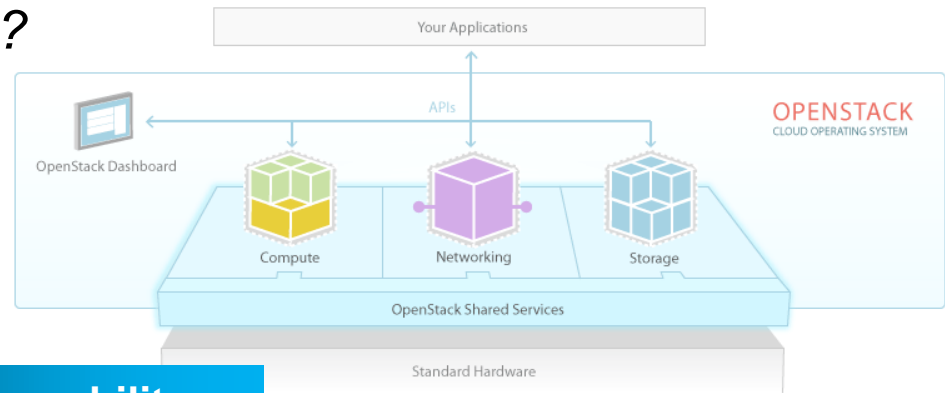 ?
Your Applications
APIs
OPENSTACK
CLOUD OPERATING SYSTEM
OpenStack Dashboard
Compute
Networking
Storage
OpenStack Shared Services
Standard Hardware